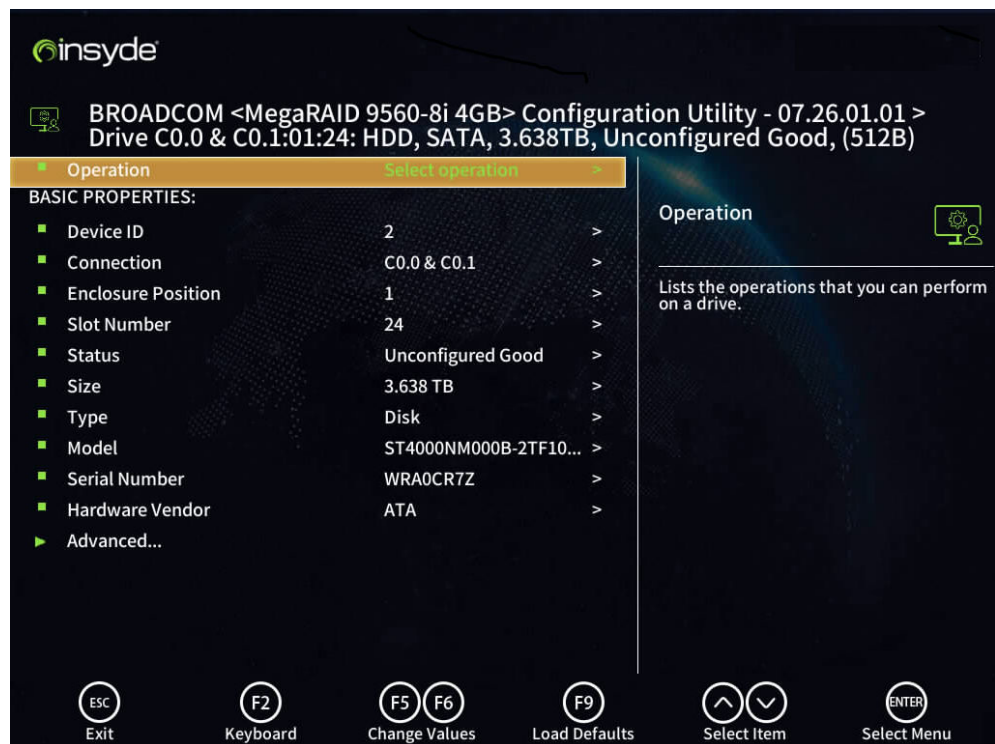 insyde
BROADCOM <MegaRAID 9560-8i 4GB> Configuration Utility - 07.26.01.01 >
Drive C0.0 & C0.1:01:24: HDD, SATA, 3.638TB, Unconfigured Good, (512B)
Operation Select operation >
BASIC PROPERTIES:
Device ID 2 >
Connection C0.0 & C0.1 >
Enclosure Position 1 >
Slot Number 24 >
Status Unconfigured Good >
Size 3.638 TB >
Type Disk >
Model ST4000NM000B-2TF10... >
Serial Number WRA0CR7Z >
Hardware Vendor ATA >
Advanced...
Operation
Lists the operations that you can perform
on a drive.
ESC F2 F5 F6 F9 ENTER
Exit Keyboard Change Values Load Defaults Select Item Select Menu